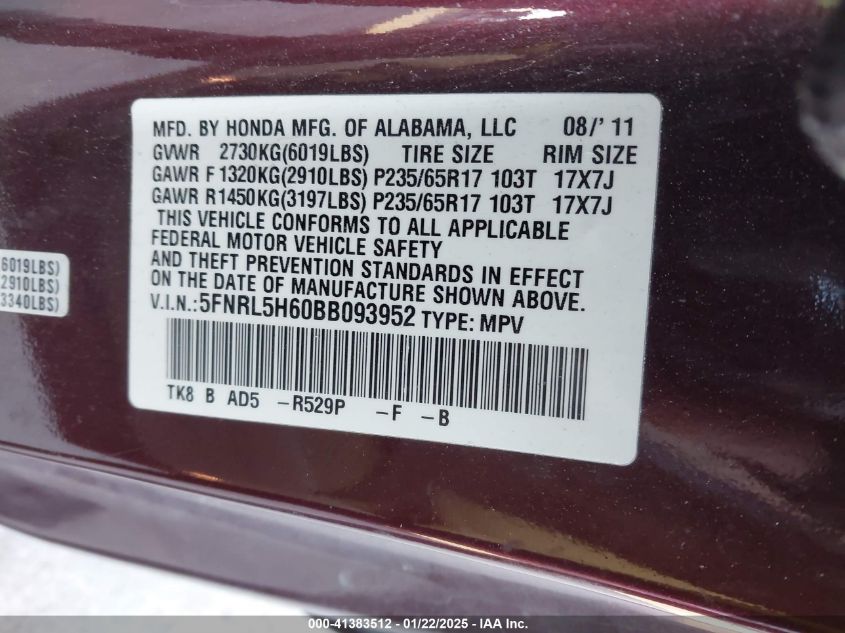 MFD. BY HONDA MFG. OF ALABAMA, LLC 08/'11
GVWR 2730KG(6019LBS) TIRE SIZE RIM SIZE
GAWR F 1320KG(2910LBS) P235/65R17 103T 17X7J
GAWR R1450KG(3197LBS) P235/65R17 103T 17X7J
THIS VEHICLE CONFORMS TO ALL APPLICABLE
FEDERAL MOTOR VEHICLE SAFETY
AND THEFT PREVENTION STANDARDS IN EFFECT
ON THE DATE OF MANUFACTURE SHOWN ABOVE.
V.I.N.:5FNRL5H60BB093952 TYPE: MPV
TK8 B AD5 -R529P -F -B
(6019LBS)
2910LBS)
3340LBS)
000-41383512 - 01/22/2025 - Copyright © IAA, Inc.